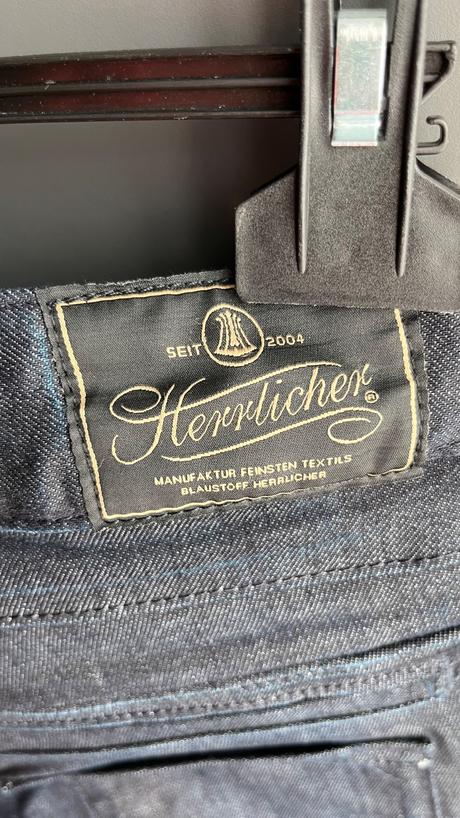 SEIT 2004
Herrlicher ®
MANUFAKTUR FEINSTEN TEXTILS
BLAUSTOFF HERRLICHER